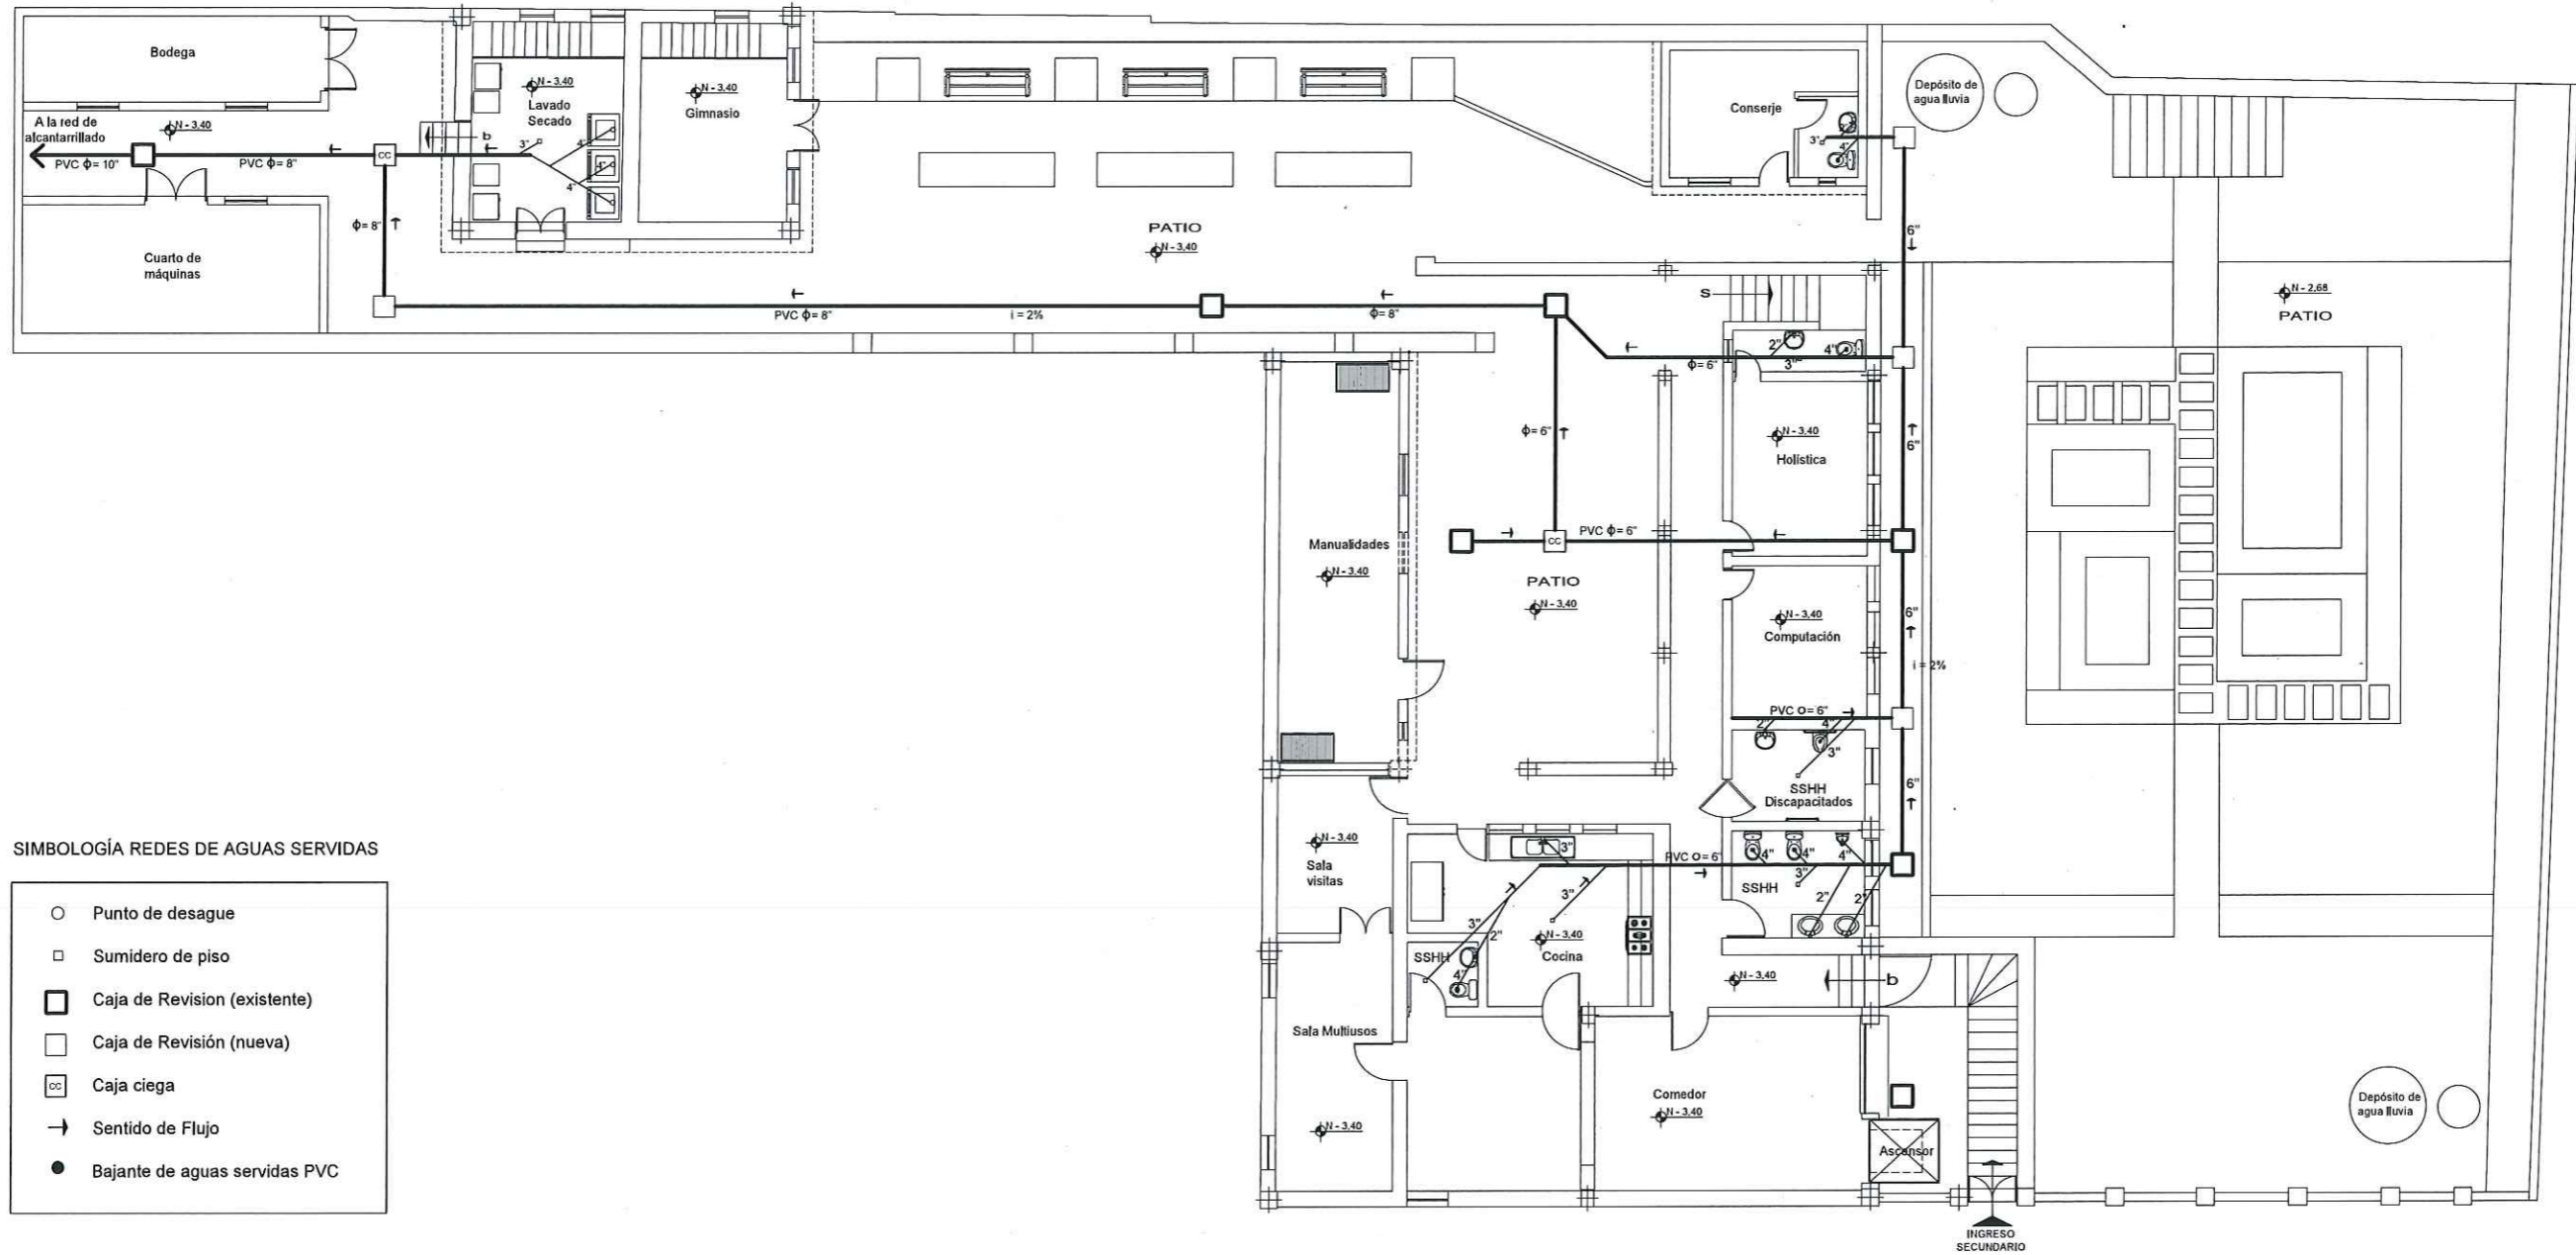 Bodega
A la red de
alcantarrillado
N - 3,40
PVC ϕ= 10"
PVC ϕ= 8"
CC
ϕ= 8"
Cuarto de
máquinas
N - 3,40
Lavado
Secado
b
3"
4"
4"
4"
N - 3,40
Gimnasio
PATIO
N - 3,40
PVC ϕ= 8"
i = 2%
ϕ= 8"
Conserje
3"
2"
4"
Depósito de
agua lluvia
6"
S
N - 2,68
PATIO
2"
4"
3"
ϕ= 6"
ϕ= 6"
N - 3,40
Holística
6"
Manualidades
N - 3,40
CC
PVC ϕ= 6"
PATIO
N - 3,40
N - 3,40
Computación
6"
i = 2%
PVC O= 6"
2"
4"
3"
SSHH
Discapacitados
6"
N - 3,40
Sala
visitas
3"
PVC O= 6"
4"
4"
4"
3"
SSHH
2"
2"
3"
3"
2"
N - 3,40
Cocina
SSHH
4"
N - 3,40
b
Sala Multiusos
N - 3,40
Comedor
N - 3,40
Ascensor
Depósito de
agua lluvia
INGRESO
SECUNDARIO
SIMBOLOGÍA REDES DE AGUAS SERVIDAS
Punto de desague
Sumidero de piso
Caja de Revision (existente)
Caja de Revisión (nueva)
CC Caja ciega
Sentido de Flujo
Bajante de aguas servidas PVC